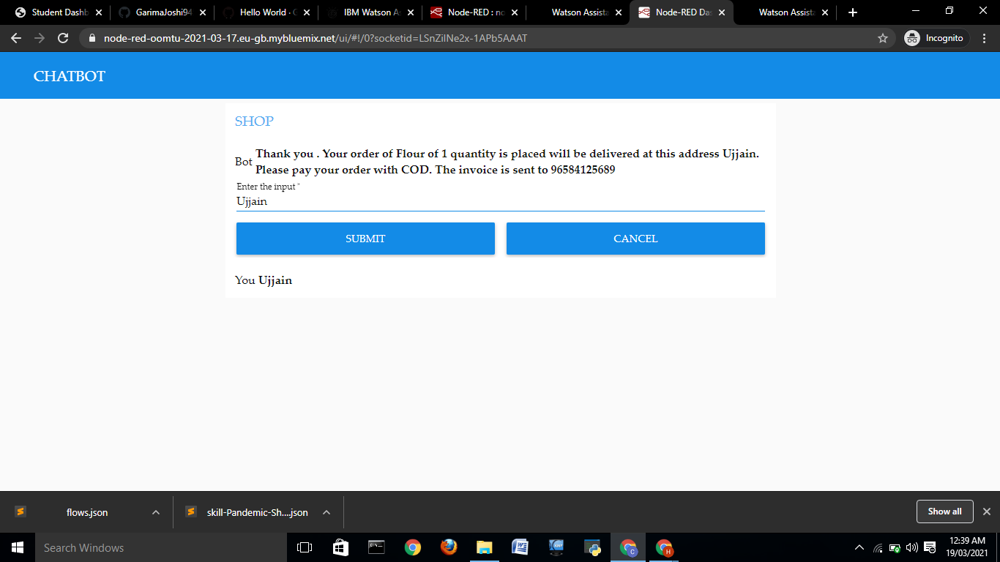 Student Dashb
GarimaJoshi94
Hello World · G
IBM Watson As
Node-RED : no
Watson Assista
Node-RED Das
Watson Assista
node-red-oomtu-2021-03-17.eu-gb.mybluemix.net/ui/#!/0?socketid=LSnZiINe2x-1APb5AAAT
Incognito
CHATBOT
SHOP
Bot
Thank you . Your order of Flour of 1 quantity is placed will be delivered at this address Ujjain.
Please pay your order with COD. The invoice is sent to 96584125689
Enter the input *
Ujjain
SUBMIT
CANCEL
You Ujjain
flows.json
skill-Pandemic-Sh....json
Show all
Search Windows
12:39 AM
19/03/2021